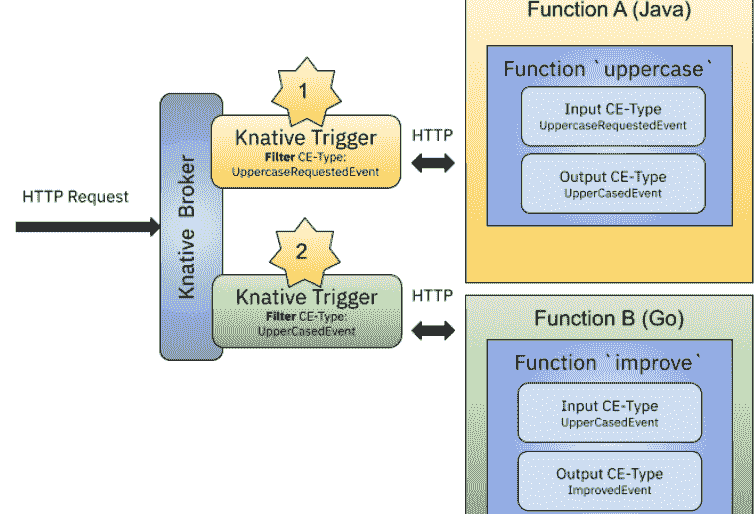 Function A (Java)
Function `uppercase`
Input CE-Type
UppercaseRequestedEvent
Output CE-Type
UpperCasedEvent
1
Knative Trigger
Filter CE-Type:
UppercaseRequestedEvent
HTTP
HTTP Request
Knative Broker
2
Knative Trigger
Filter CE-Type:
UpperCasedEvent
HTTP
Function B (Go)
Function `improve`
Input CE-Type
UpperCasedEvent
Output CE-Type
ImprovedEvent